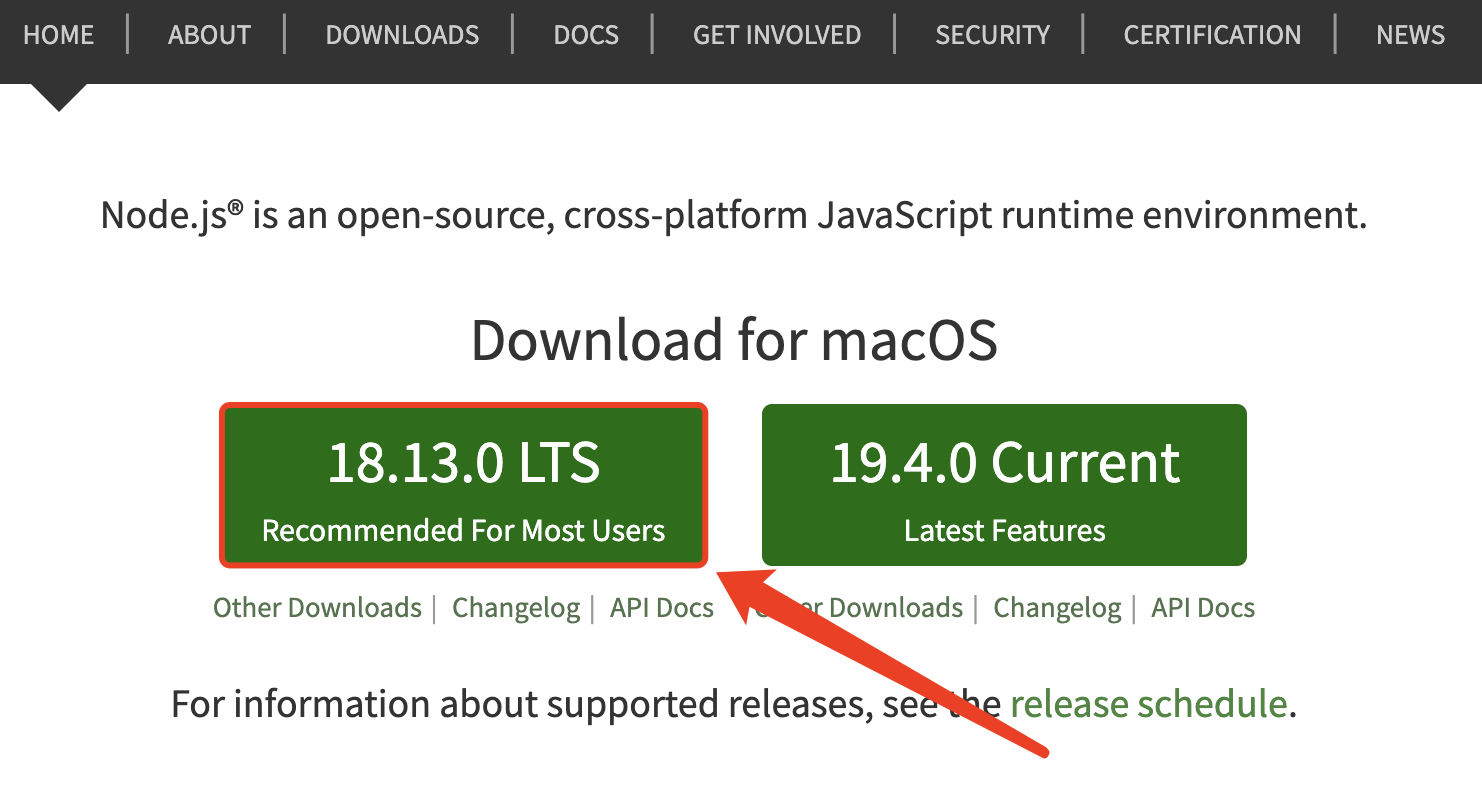 HOME | ABOUT | DOWNLOADS | DOCS | GET INVOLVED | SECURITY | CERTIFICATION | NEWS
Node.js® is an open-source, cross-platform JavaScript runtime environment.
Download for macOS
18.13.0 LTS
Recommended For Most Users
19.4.0 Current
Latest Features
Other Downloads | Changelog | API Docs
Other Downloads | Changelog | API Docs
For information about supported releases, see the release schedule.